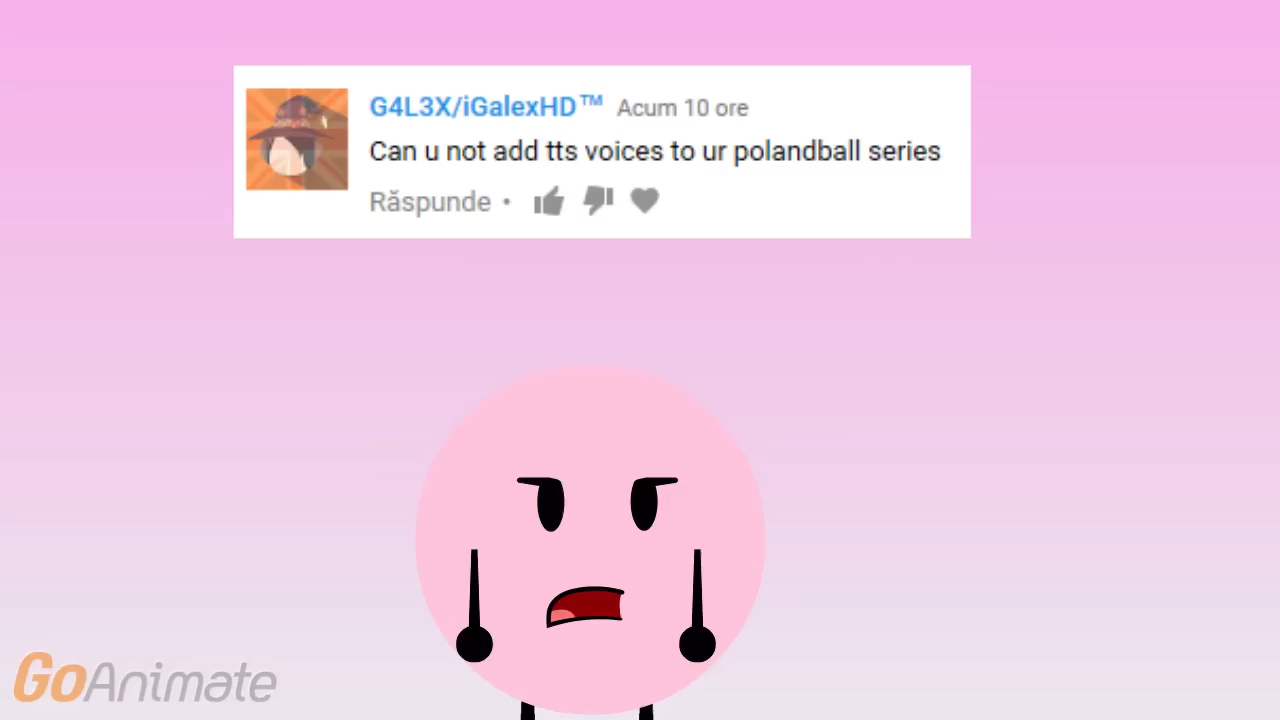 G4L3X/iGalexHD™ Acum 10 ore
Can u not add tts voices to ur polandball series
Răspunde •
GoAnimate